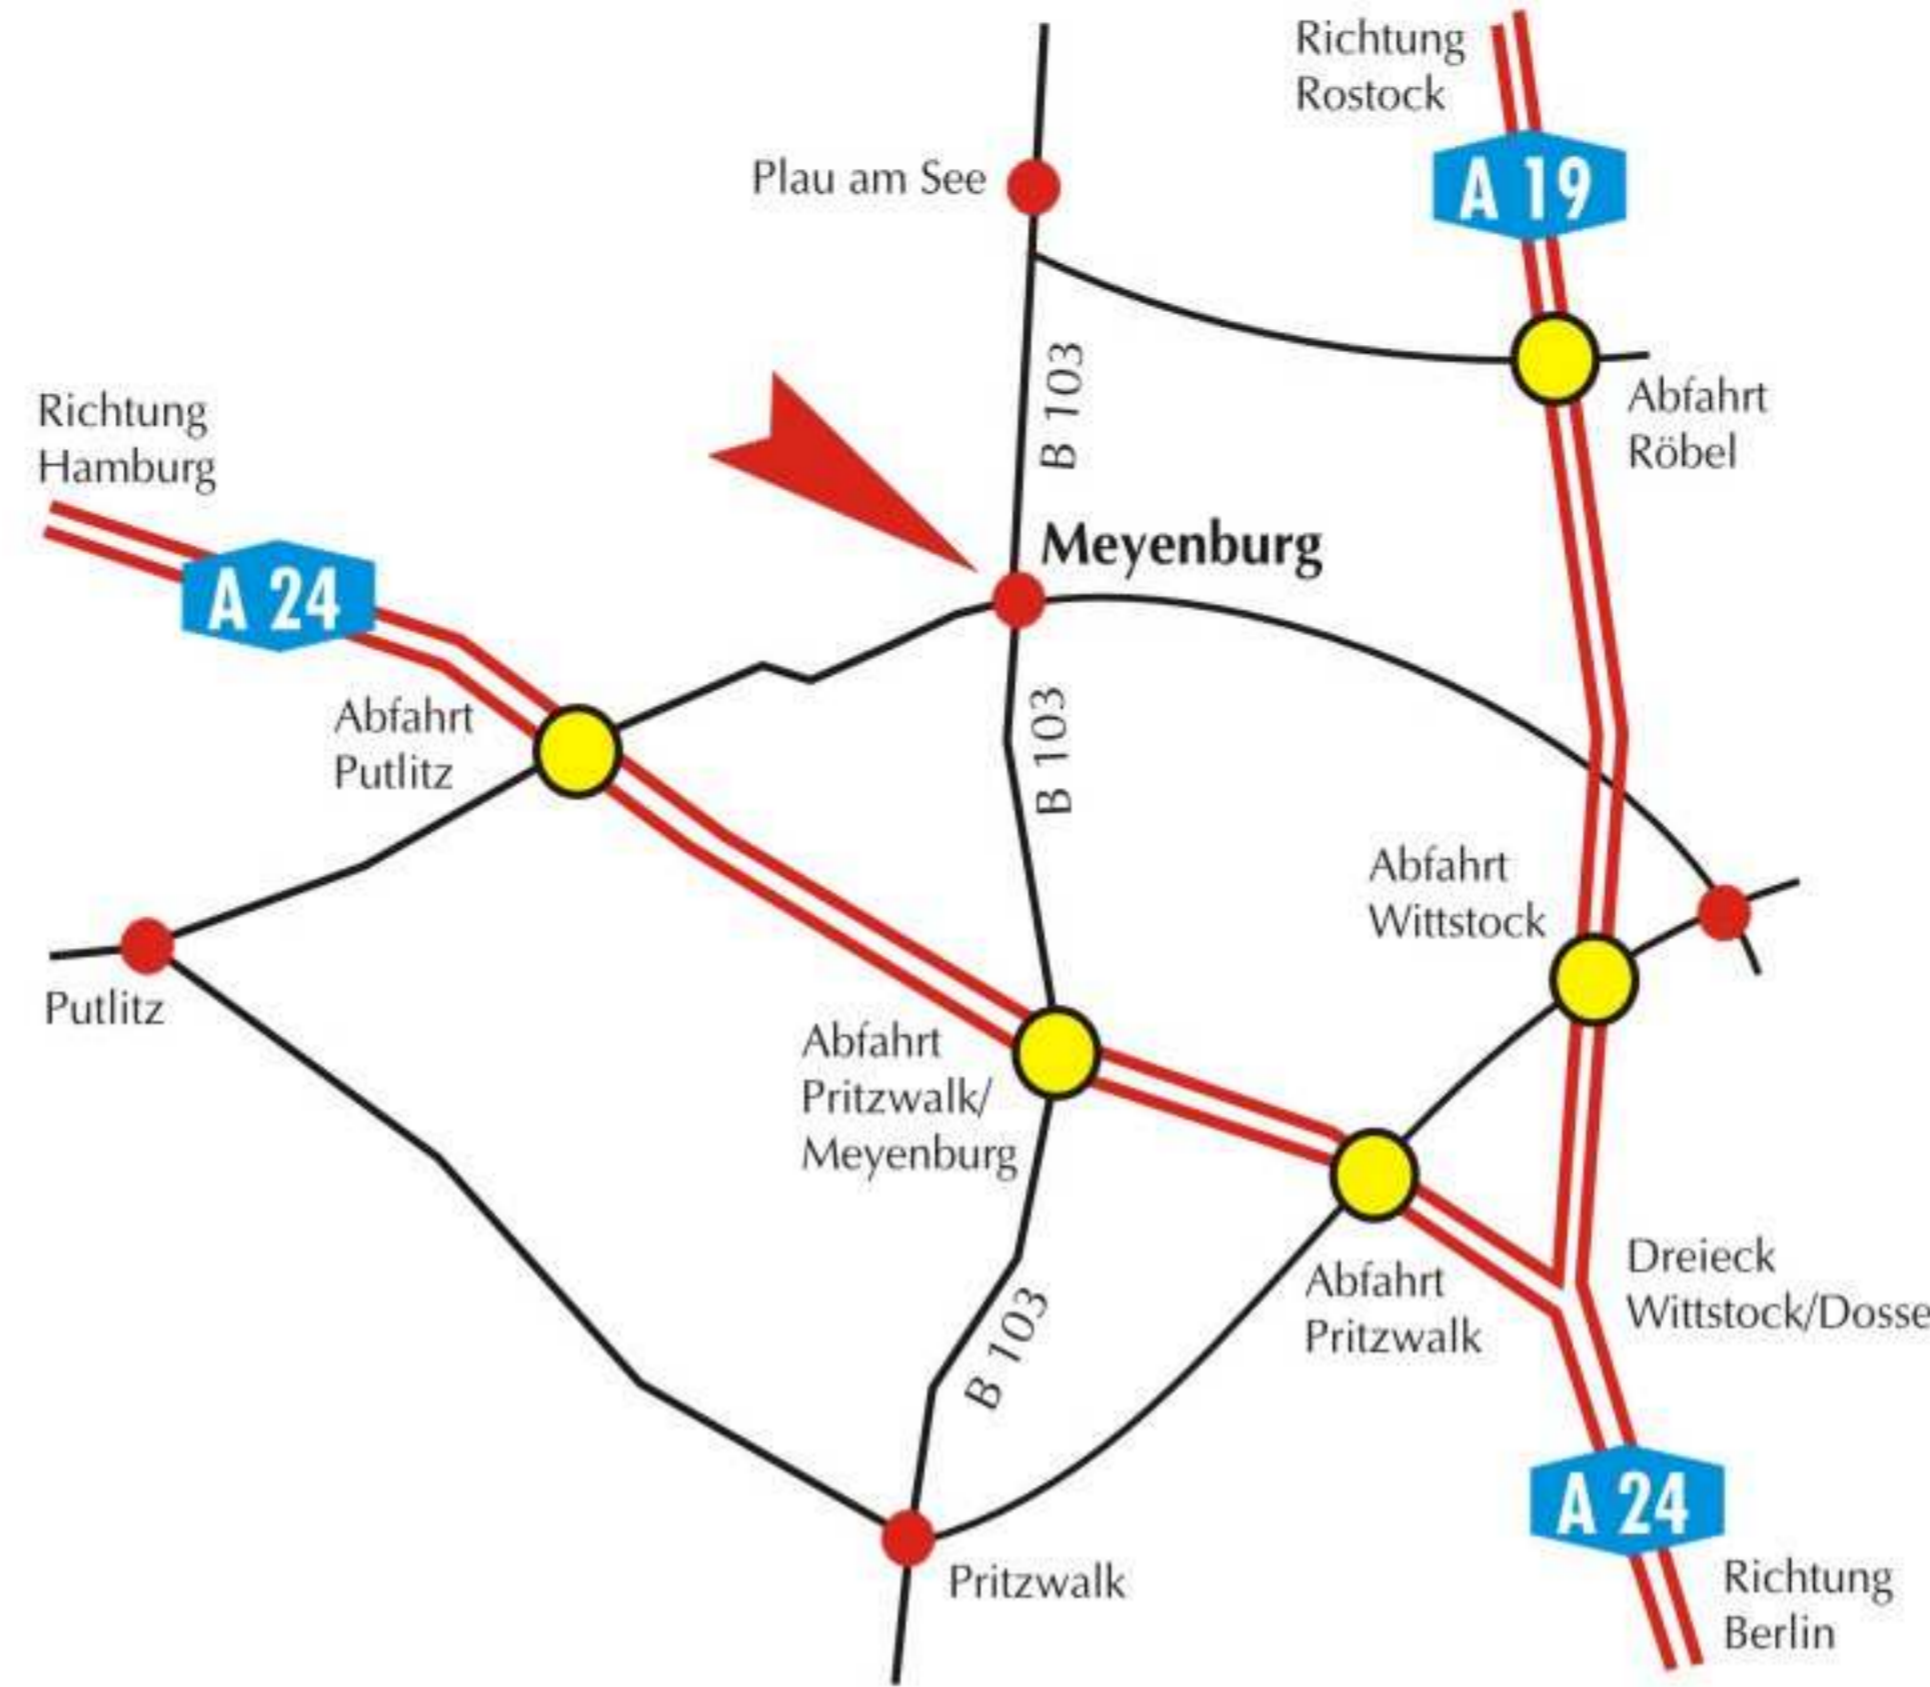 Richtung
Rostock
A 19
Plau am See
B 103
Abfahrt
Röbel
Richtung
Hamburg
A 24
Meyenburg
Abfahrt
Putlitz
B 103
Abfahrt
Wittstock
Putlitz
Abfahrt
Pritzwalk/
Meyenburg
Abfahrt
Pritzwalk
Dreieck
Wittstock/Dosse
B 103
A 24
Pritzwalk
Richtung
Berlin